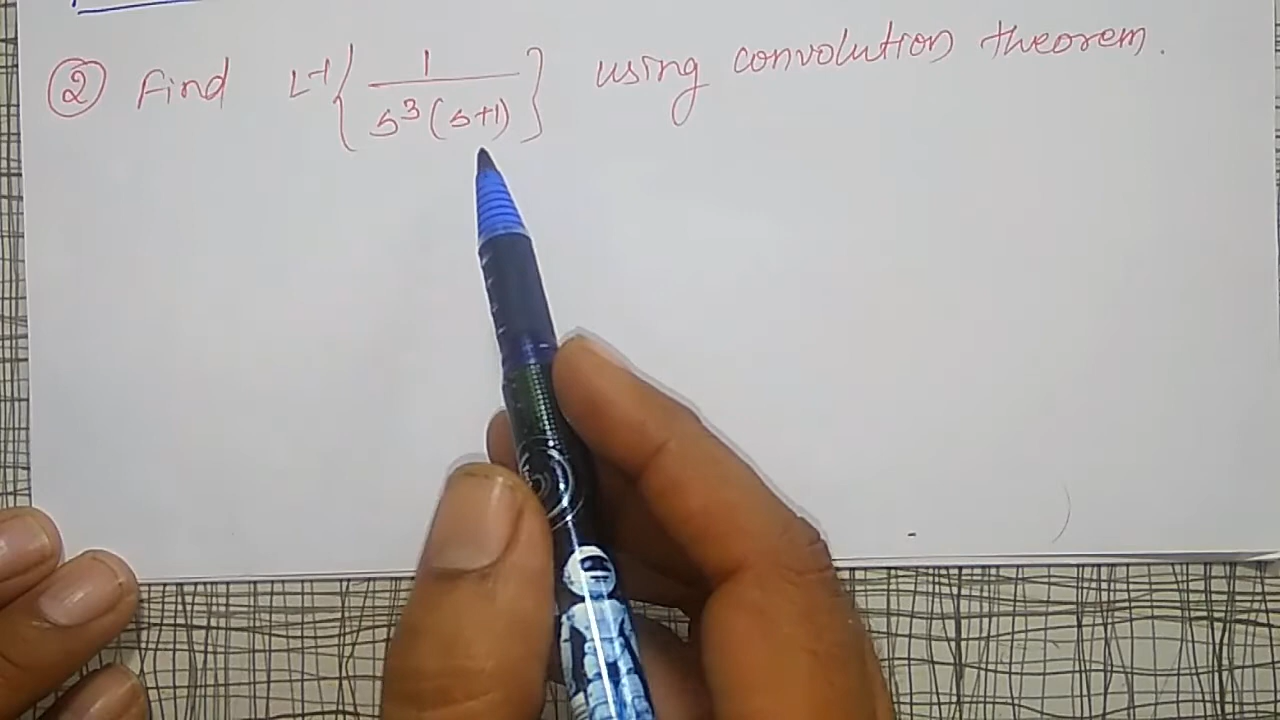 ② Find L⁻¹{ 1 / s³(s+1) } using convolution theorem.